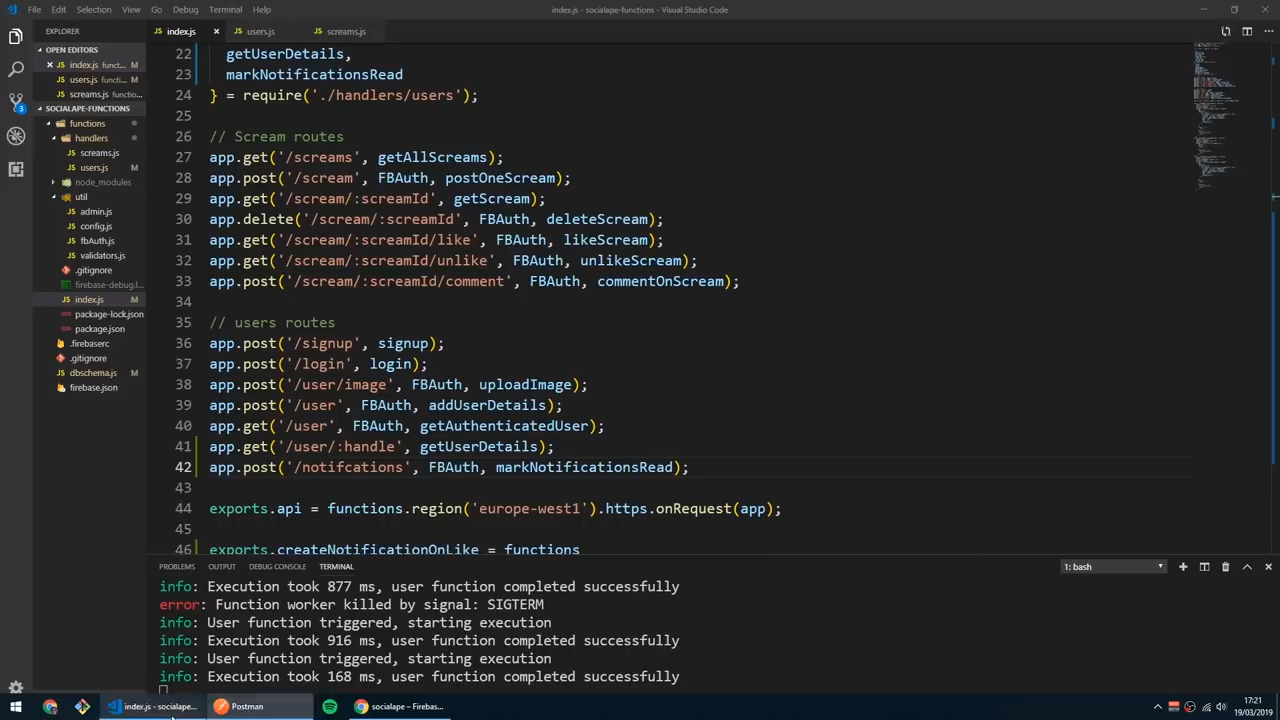 File Edit Selection View Go Debug Terminal Help
index.js - socialape-functions - Visual Studio Code
EXPLORER
OPEN EDITORS
index.js funct... M
users.js functi... M
screams.js functio...
SOCIALAPE-FUNCTIONS
functions
handlers
screams.js
users.js M
node_modules
util
admin.js
config.js
fbAuth.js
validators.js
.gitignore
firebase-debug.l...
index.js M
package-lock.json
package.json
.firebaserc
.gitignore
dbschema.js M
firebase.json
3
index.js users.js screams.js
22 getUserDetails,
23 markNotificationsRead
24 } = require('./handlers/users');
25
26 // Scream routes
27 app.get('/screams', getAllScreams);
28 app.post('/scream', FBAuth, postOneScream);
29 app.get('/scream/:screamId', getScream);
30 app.delete('/scream/:screamId', FBAuth, deleteScream);
31 app.get('/scream/:screamId/like', FBAuth, likeScream);
32 app.get('/scream/:screamId/unlike', FBAuth, unlikeScream);
33 app.post('/scream/:screamId/comment', FBAuth, commentOnScream);
34
35 // users routes
36 app.post('/signup', signup);
37 app.post('/login', login);
38 app.post('/user/image', FBAuth, uploadImage);
39 app.post('/user', FBAuth, addUserDetails);
40 app.get('/user', FBAuth, getAuthenticatedUser);
41 app.get('/user/:handle', getUserDetails);
42 app.post('/notifcations', FBAuth, markNotificationsRead);
43
44 exports.api = functions.region('europe-west1').https.onRequest(app);
45
46 exports.createNotificationOnLike = functions
PROBLEMS OUTPUT DEBUG CONSOLE TERMINAL
1: bash
info: Execution took 877 ms, user function completed successfully
error: Function worker killed by signal: SIGTERM
info: User function triggered, starting execution
info: Execution took 916 ms, user function completed successfully
info: User function triggered, starting execution
info: Execution took 168 ms, user function completed successfully
index.js - socialape... Postman socialape – Firebas...
17:21
19/03/2019